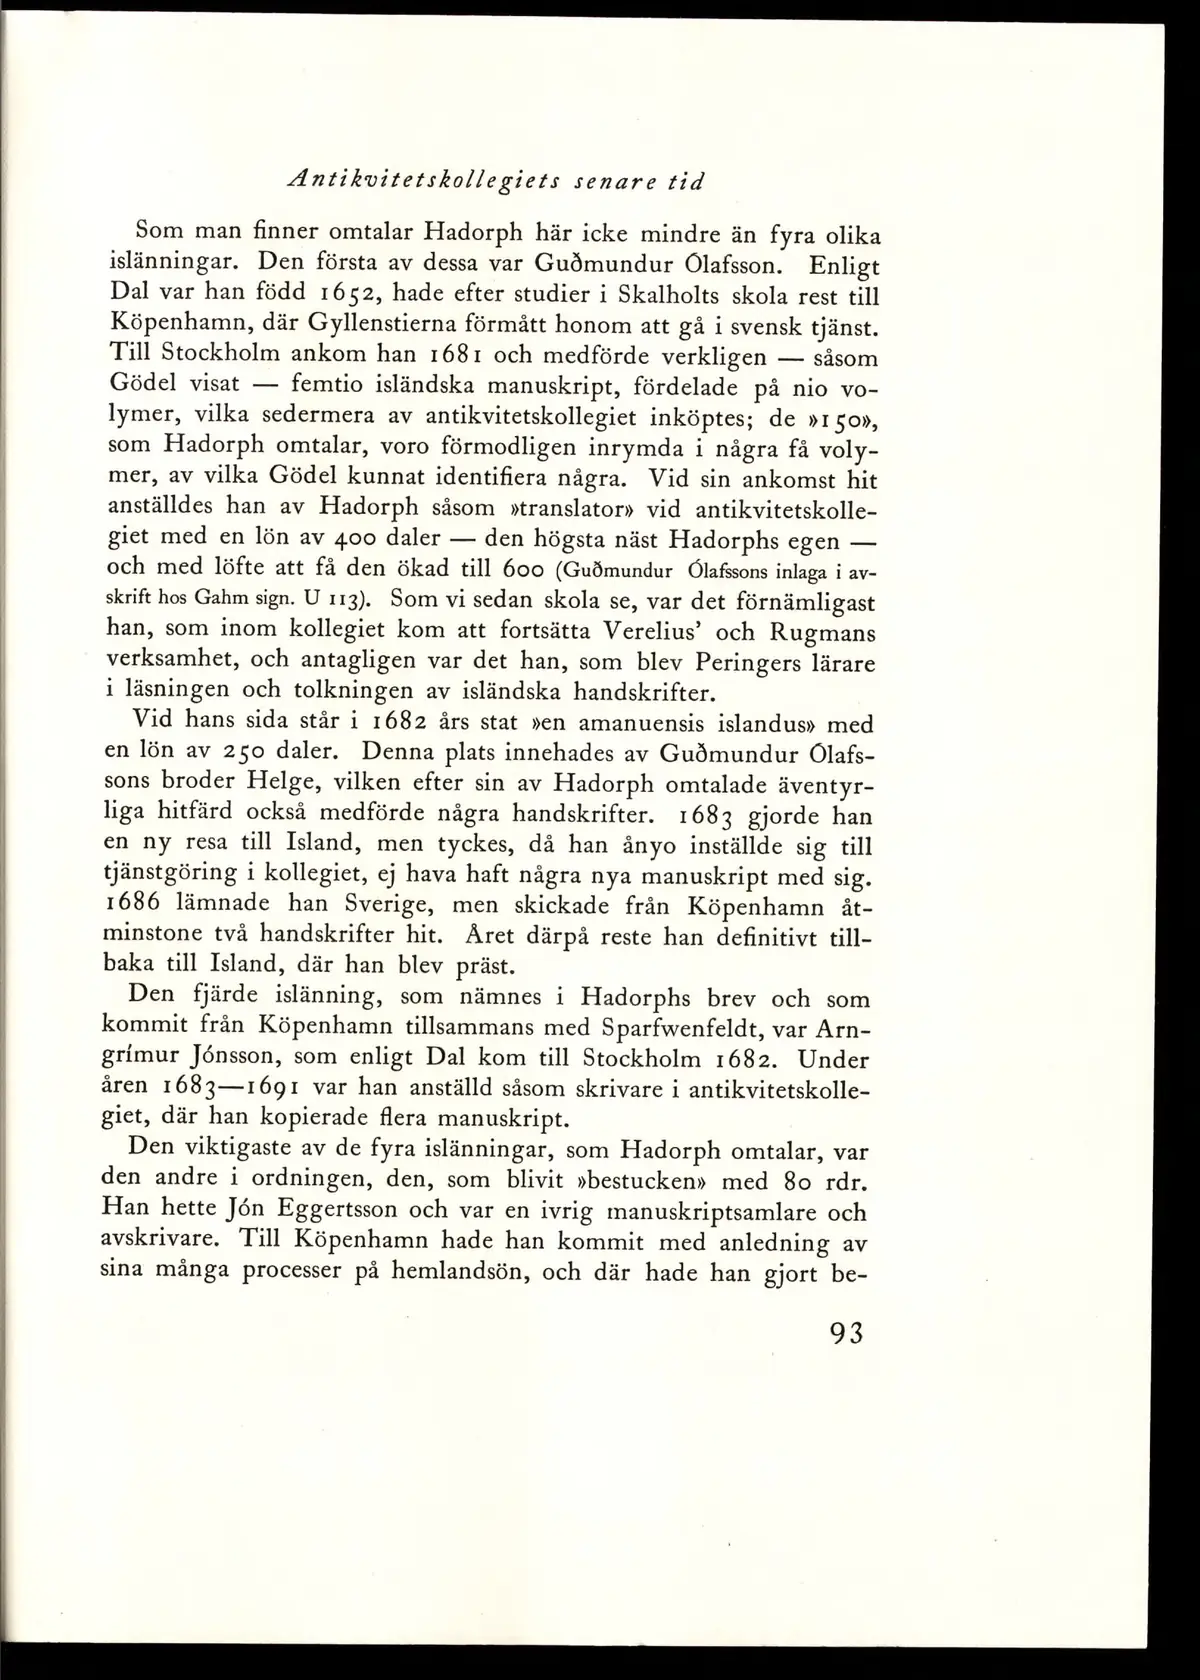 Antikvitetskollegiets senare tid
Som man finner omtalar Hadorph här icke mindre än fyra olika
islänningar. Den första av dessa var Guðmundur Ólafsson. Enligt
Dal var han född 1652, hade efter studier i Skalholts skola rest till
Köpenhamn, där Gyllenstierna förmått honom att gå i svensk tjänst.
Till Stockholm ankom han 1681 och medförde verkligen — såsom
Gödel visat — femtio isländska manuskript, fördelade på nio vo-
lymer, vilka sedermera av antikvitetskollegiet inköptes; de »150»,
som Hadorph omtalar, voro förmodligen inrymda i några få voly-
mer, av vilka Gödel kunnat identifiera några. Vid sin ankomst hit
anställdes han av Hadorph såsom »translator» vid antikvitetskolle-
giet med en lön av 400 daler — den högsta näst Hadorphs egen —
och med löfte att få den ökad till 600 (Guðmundur Ólafssons inlaga i av-
skrift hos Gahm sign. U 113). Som vi sedan skola se, var det förnämligast
han, som inom kollegiet kom att fortsätta Verelius’ och Rugmans
verksamhet, och antagligen var det han, som blev Peringers lärare
i läsningen och tolkningen av isländska handskrifter.
Vid hans sida står i 1682 års stat »en amanuensis islandus» med
en lön av 250 daler. Denna plats innehades av Guðmundur Ólafs-
sons broder Helge, vilken efter sin av Hadorph omtalade äventyr-
liga hitfärd också medförde några handskrifter. 1683 gjorde han
en ny resa till Island, men tyckes, då han ånyo inställde sig till
tjänstgöring i kollegiet, ej hava haft några nya manuskript med sig.
1686 lämnade han Sverige, men skickade från Köpenhamn åt-
minstone två handskrifter hit. Året därpå reste han definitivt till-
baka till Island, där han blev präst.
Den fjärde islänning, som nämnes i Hadorphs brev och som
kommit från Köpenhamn tillsammans med Sparfwenfeldt, var Arn-
grímur Jónsson, som enligt Dal kom till Stockholm 1682. Under
åren 1683—1691 var han anställd såsom skrivare i antikvitetskolle-
giet, där han kopierade flera manuskript.
Den viktigaste av de fyra islänningar, som Hadorph omtalar, var
den andre i ordningen, den, som blivit »bestucken» med 80 rdr.
Han hette Jón Eggertsson och var en ivrig manuskriptsamlare och
avskrivare. Till Köpenhamn hade han kommit med anledning av
sina många processer på hemlandsön, och där hade han gjort be-
93